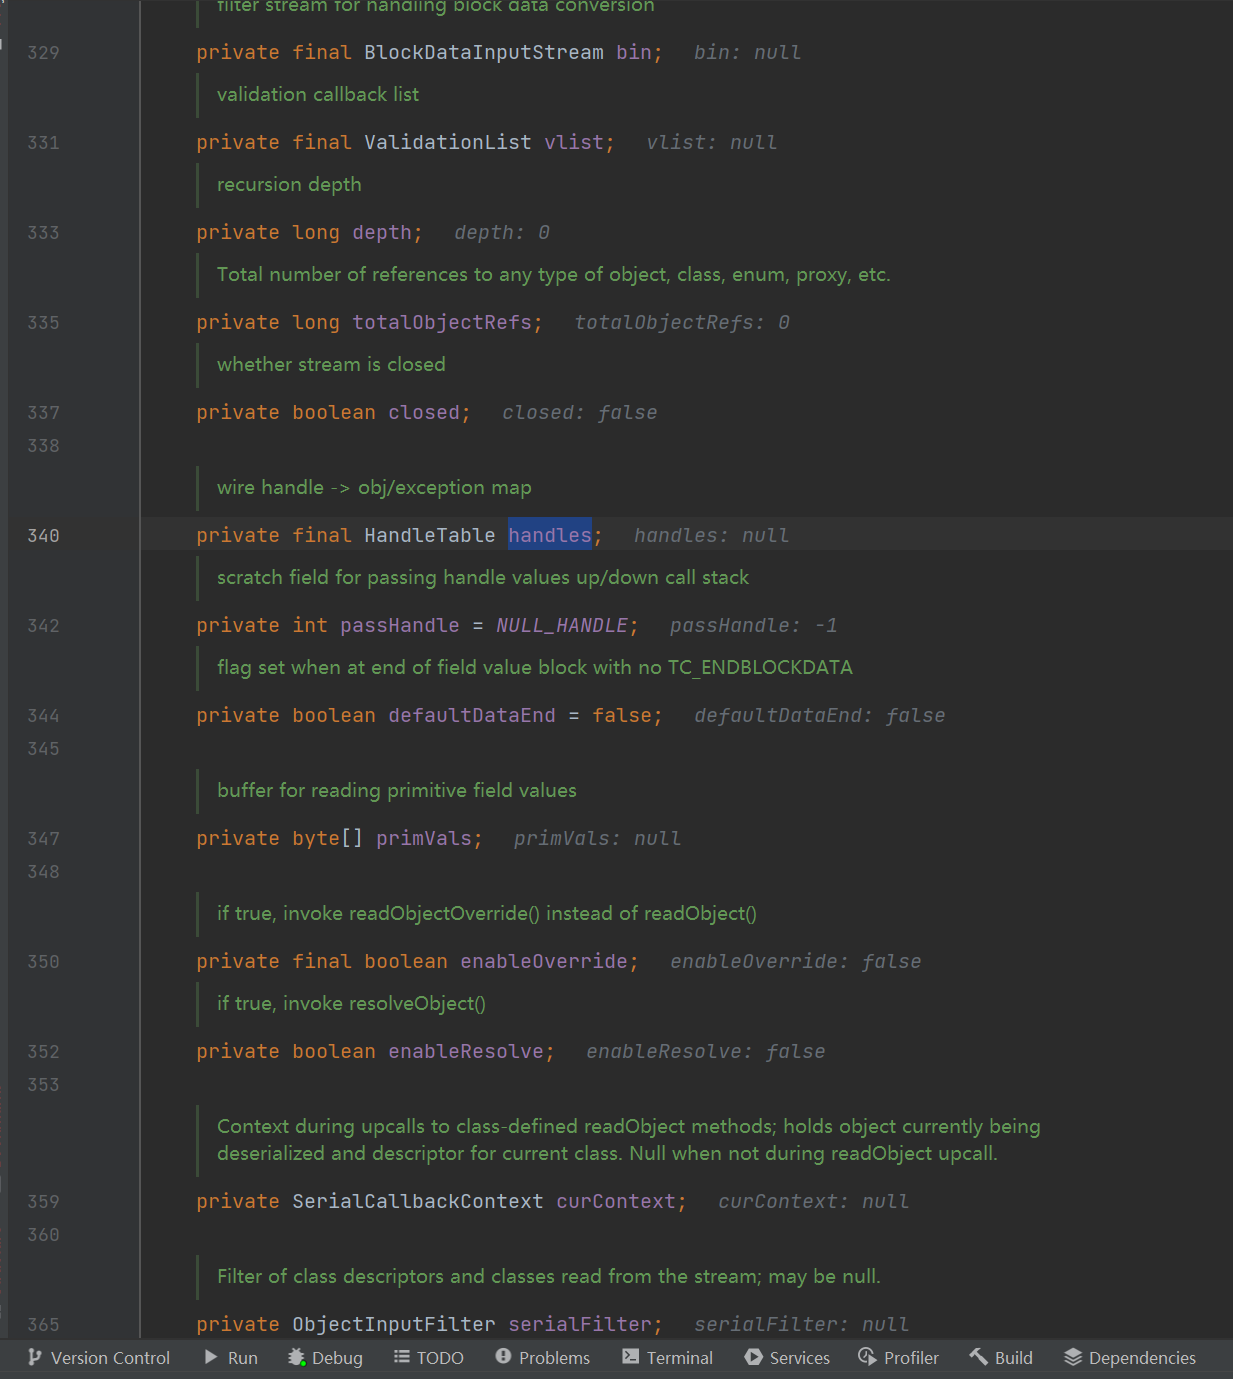 filter stream for handling block data conversion
329 private final BlockDataInputStream bin; bin: null
validation callback list
331 private final ValidationList vlist; vlist: null
recursion depth
333 private long depth; depth: 0
Total number of references to any type of object, class, enum, proxy, etc.
335 private long totalObjectRefs; totalObjectRefs: 0
whether stream is closed
337 private boolean closed; closed: false
338
wire handle -> obj/exception map
340 private final HandleTable handles; handles: null
scratch field for passing handle values up/down call stack
342 private int passHandle = NULL_HANDLE; passHandle: -1
flag set when at end of field value block with no TC_ENDBLOCKDATA
344 private boolean defaultDataEnd = false; defaultDataEnd: false
345
buffer for reading primitive field values
347 private byte[] primVals; primVals: null
348
if true, invoke readObjectOverride() instead of readObject()
350 private final boolean enableOverride; enableOverride: false
if true, invoke resolveObject()
352 private boolean enableResolve; enableResolve: false
353
Context during upcalls to class-defined readObject methods; holds object currently being
deserialized and descriptor for current class. Null when not during readObject upcall.
359 private SerialCallbackContext curContext; curContext: null
360
Filter of class descriptors and classes read from the stream; may be null.
365 private ObjectInputFilter serialFilter; serialFilter: null
Version Control Run Debug TODO Problems Terminal Services Profiler Build Dependencies